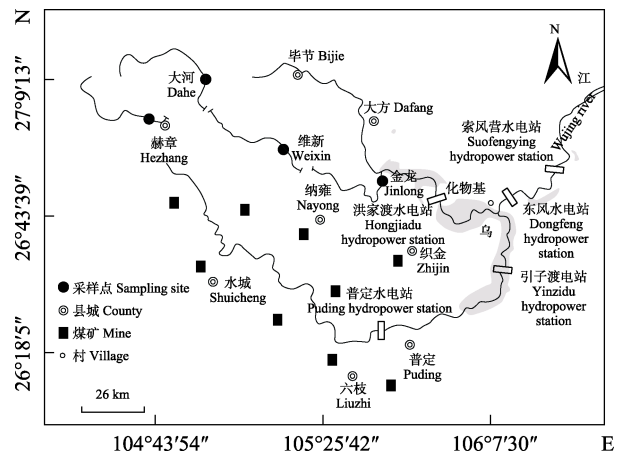 N
27°9′13″
26°43′39″
26°18′5″
毕节 Bijie
大河
Dahe
大方 Dafang
N
江
Wujing river
索风营水电站
Suofengying
hydropower station
赫章
Hezhang
维新
Weixin
金龙
Jinlong
化物基
纳雍
Nayong
洪家渡水电站
Hongjiadu
hydropower station
乌
东风水电站
Dongfeng
hydropower
station
织金
Zhijin
水城
Shuicheng
引子渡电站
Yinzidu
hydropower
station
普定水电站
Puding hydropower station
采样点 Sampling site
县城 County
煤矿 Mine
村 Village
普定
Puding
六枝
Liuzhi
26 km
104°43′54″
105°25′42″
106°7′30″
E